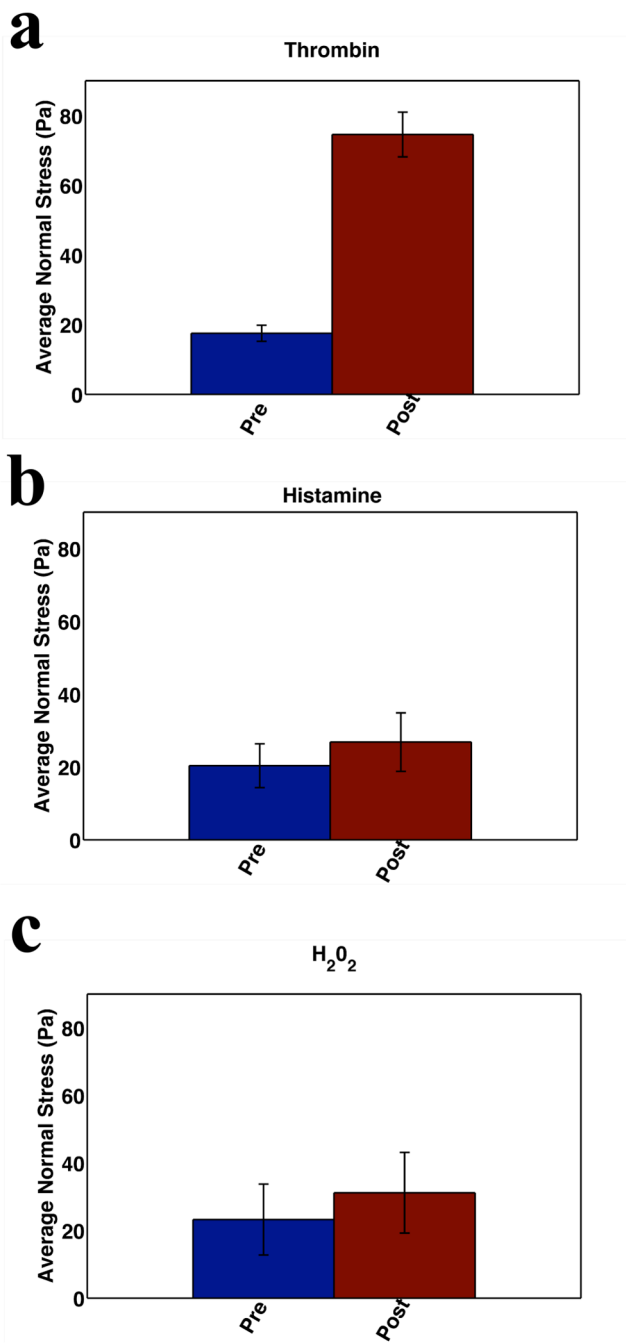 a
Thrombin
Average Normal Stress (Pa)
80
60
40
20
0
Pre
Post
b
Histamine
Average Normal Stress (Pa)
80
60
40
20
0
Pre
Post
c
H₂0₂
Average Normal Stress (Pa)
80
60
40
20
0
Pre
Post